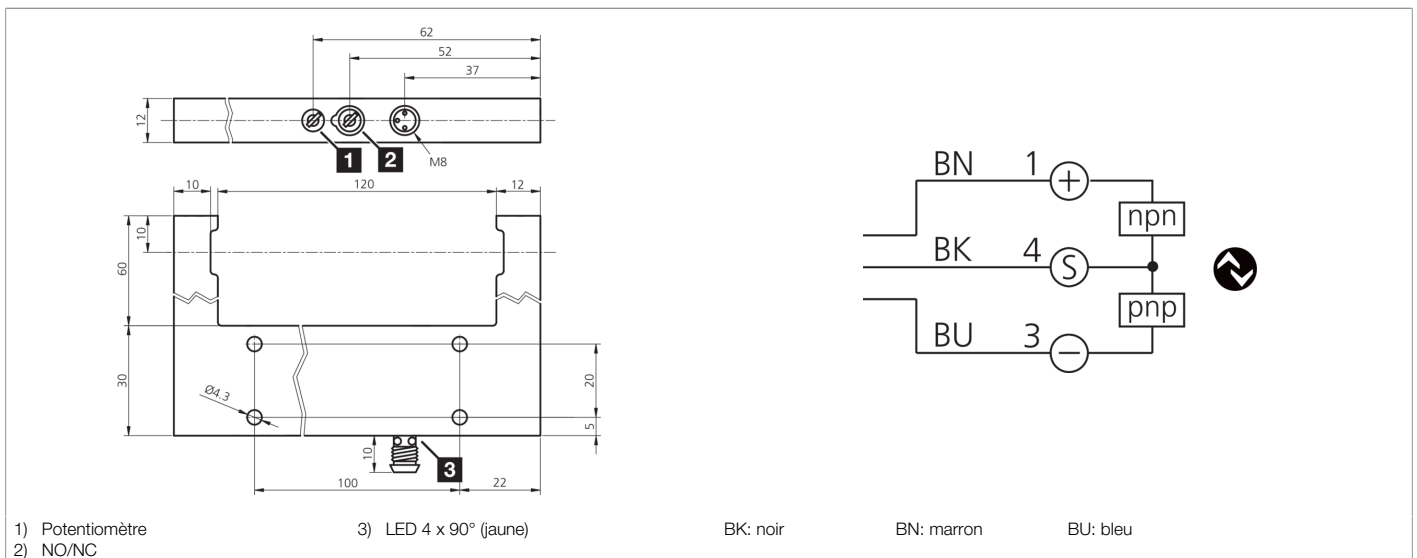 62
52
37
12
1 2 M8
10 120 12
10
60
30
Ø4.3
20
5
10
3
100 22
BN 1 +
npn
BK 4 S
pnp
BU 3 −
1) Potentiomètre 3) LED 4 x 90° (jaune) BK: noir BN: marron BU: bleu
2) NO/NC